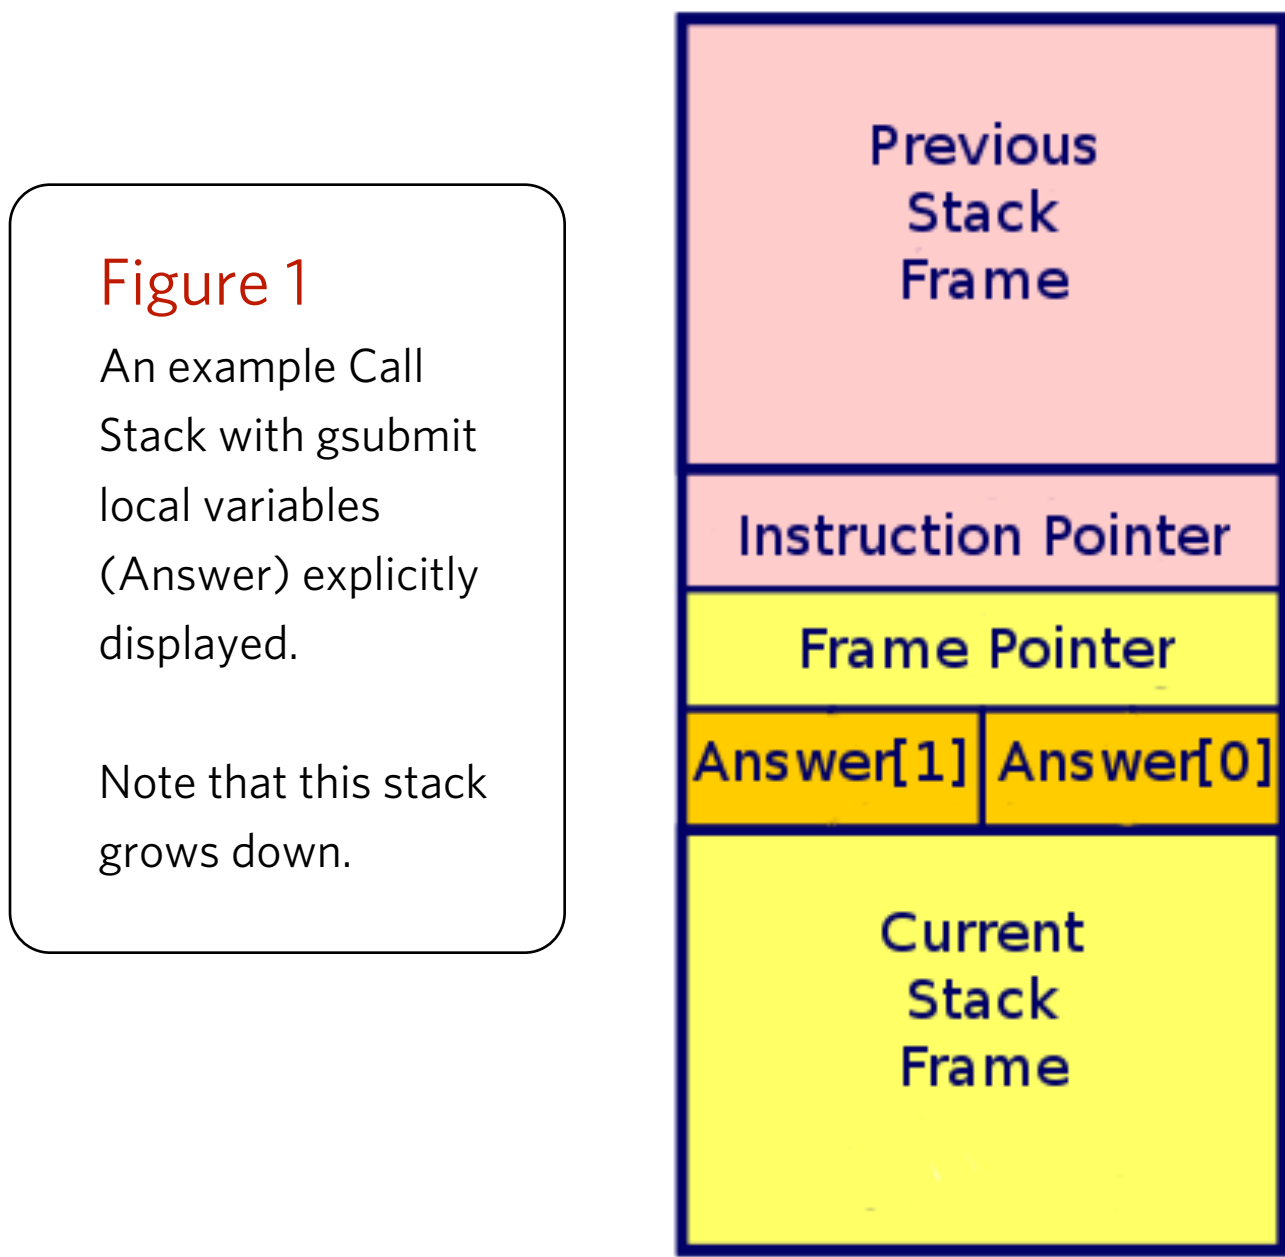 Figure 1
An example Call
Stack with gsubmit
local variables
(Answer) explicitly
displayed.
Note that this stack
grows down.
Previous
Stack
Frame
Instruction Pointer
Frame Pointer
Answer[1] Answer[0]
Current
Stack
Frame